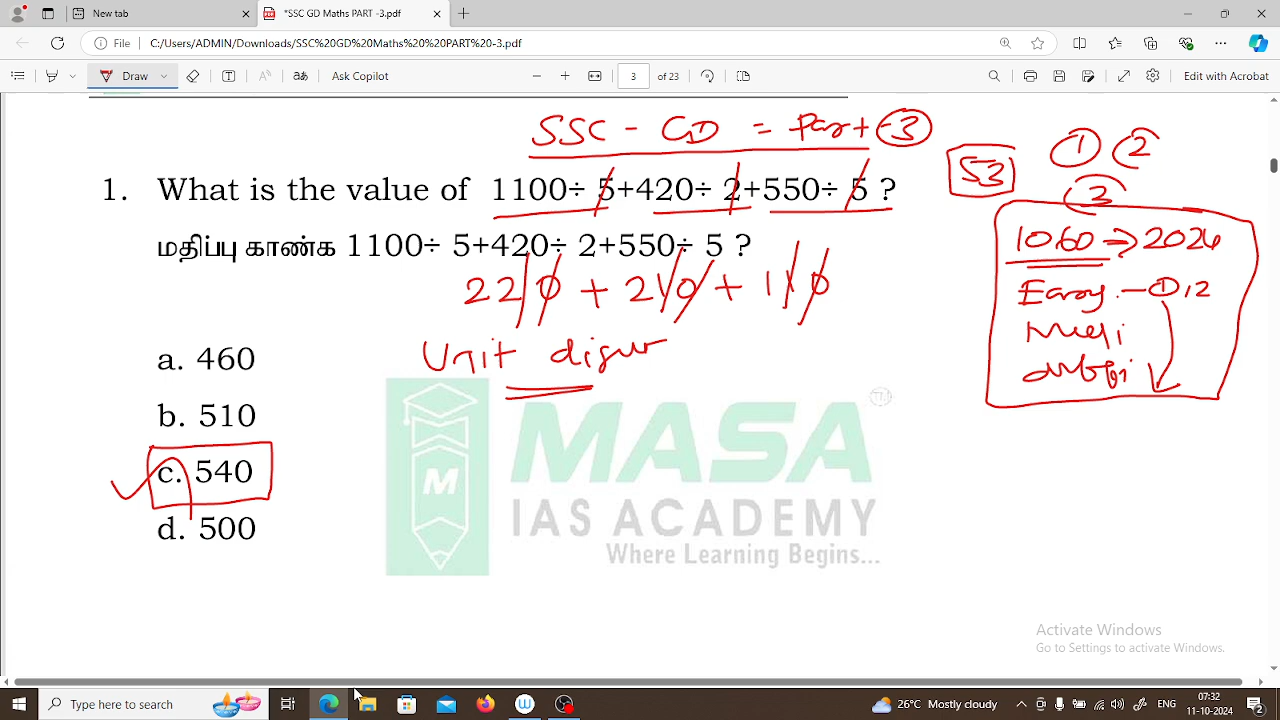 New tab
*SSC GD Maths PART -3.pdf
File C:/Users/ADMIN/Downloads/SSC%20GD%20Maths%20%20PART%20-3.pdf
Draw Ask Copilot 3 of 23 Edit with Acrobat
SSC - GD = Part - 3
53
1 2
3
1. What is the value of 1100÷ 5+420÷ 2+550÷ 5 ?
மதிப்பு காண்க 1100÷ 5+420÷ 2+550÷ 5 ?
220 + 210 + 110
Unit
1060 => 2024
Easy - 1,2
a. 460
b. 510
c. 540
d. 500
M
MASA
IAS ACADEMY
Where Learning Begins...
Activate Windows
Go to Settings to activate Windows.
Type here to search
26°C Mostly cloudy
ENG
07:32
11-10-2024